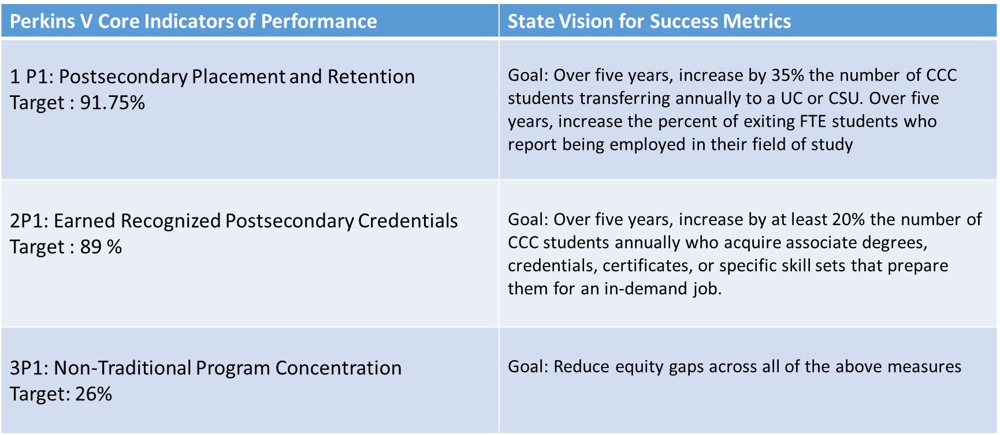 Perkins V Core Indicators of Performance
State Vision for Success Metrics
1 P1: Postsecondary Placement and Retention
Target : 91.75%
Goal: Over five years, increase by 35% the number of CCC
students transferring annually to a UC or CSU. Over five
years, increase the percent of exiting FTE students who
report being employed in their field of study
2P1: Earned Recognized Postsecondary Credentials
Target : 89 %
Goal: Over five years, increase by at least 20% the number of
CCC students annually who acquire associate degrees,
credentials, certificates, or specific skill sets that prepare
them for an in-demand job.
3P1: Non-Traditional Program Concentration
Target: 26%
Goal: Reduce equity gaps across all of the above measures